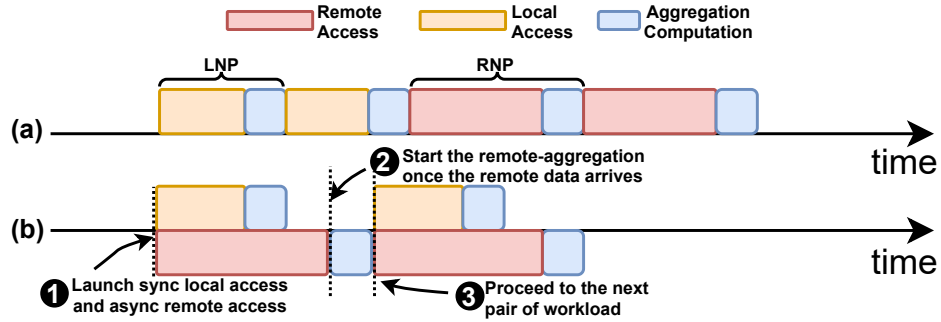 Remote
Access
Local
Access
Aggregation
Computation
LNP
RNP
(a)
time
2 Start the remote-aggregation
once the remote data arrives
(b)
time
1 Launch sync local access
and async remote access
3 Proceed to the next
pair of workload